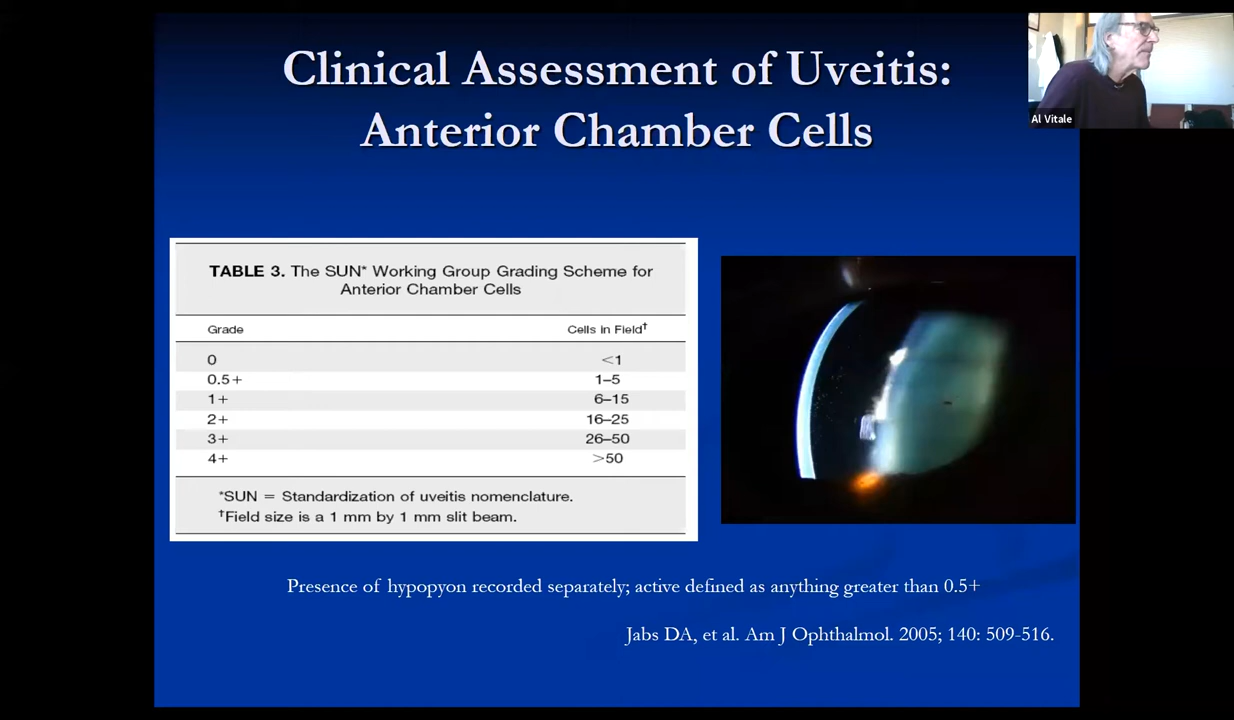 Clinical Assessment of Uveitis:
Anterior Chamber Cells
Al Vitale
TABLE 3. The SUN* Working Group Grading Scheme for
Anterior Chamber Cells
Grade Cells in Field†
0 <1
0.5+ 1–5
1+ 6–15
2+ 16–25
3+ 26–50
4+ >50
*SUN = Standardization of uveitis nomenclature.
†Field size is a 1 mm by 1 mm slit beam.
Presence of hypopyon recorded separately; active defined as anything greater than 0.5+
Jabs DA, et al. Am J Ophthalmol. 2005; 140: 509-516.